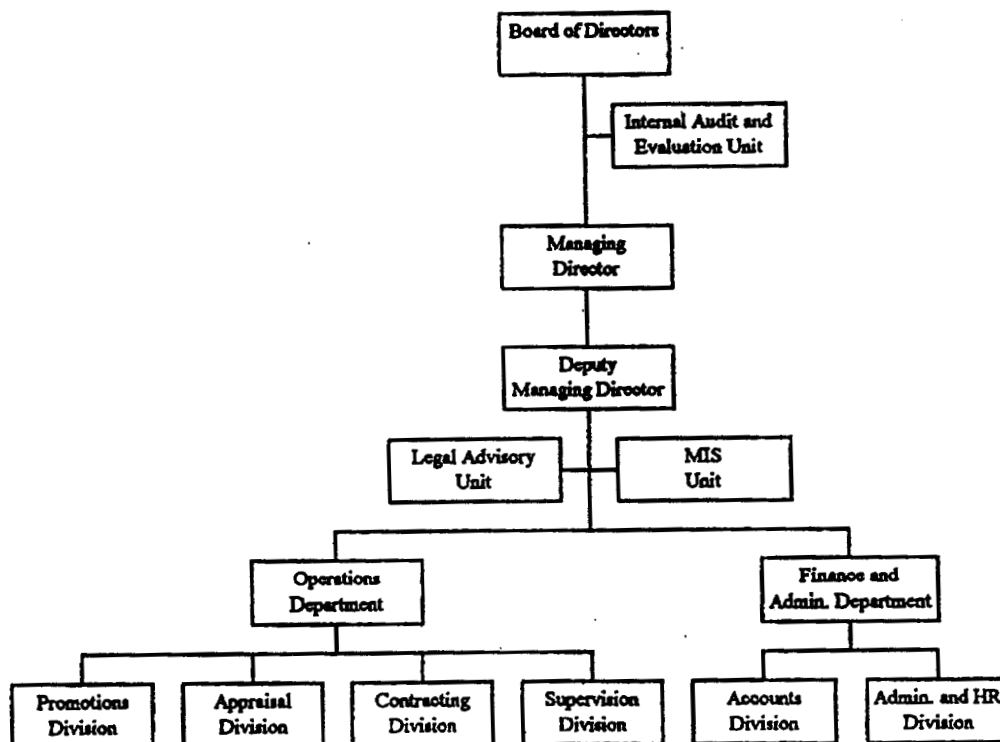 Board of Directors
Internal Audit and
Evaluation Unit
Managing
Director
Deputy
Managing Director
Legal Advisory
Unit
MIS
Unit
Operations
Department
Finance and
Admin. Department
Promotions
Division
Appraisal
Division
Contracting
Division
Supervision
Division
Accounts
Division
Admin. and HR
Division